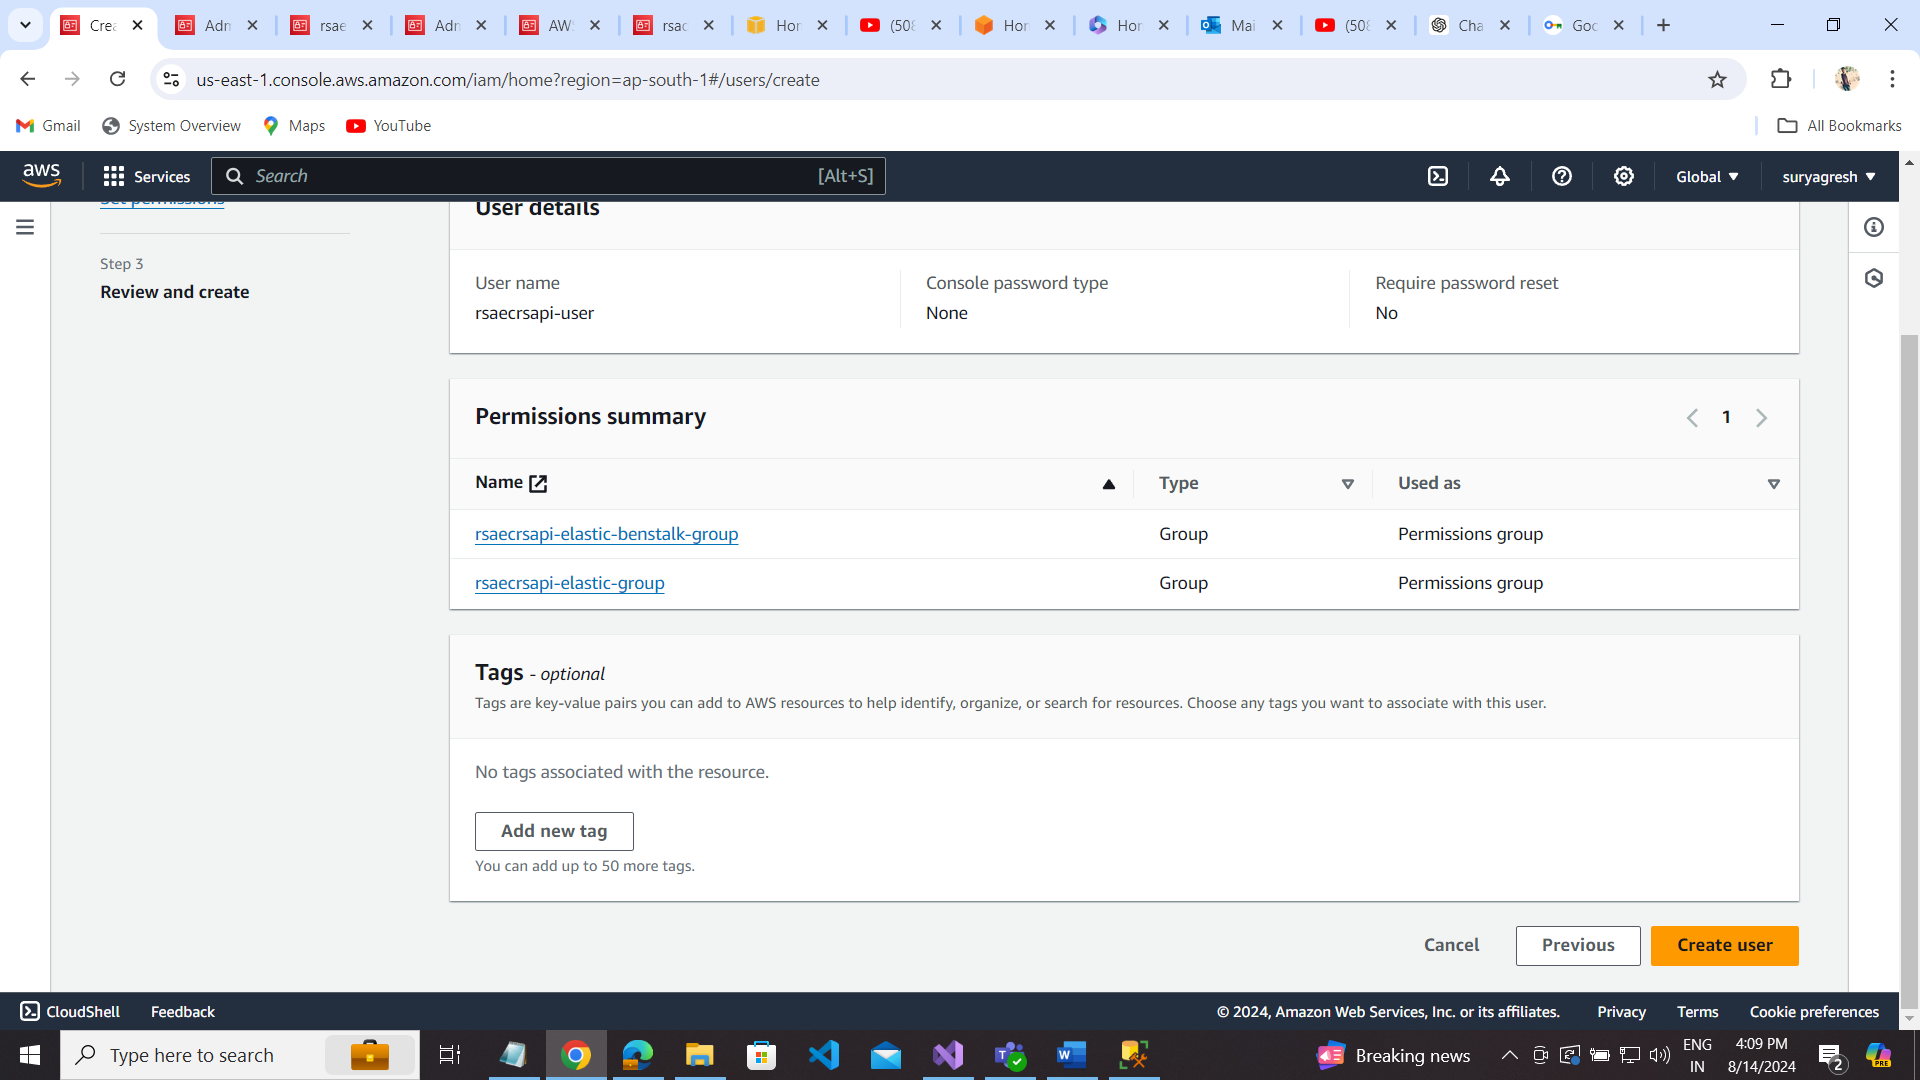 Crea
Adn
rsae
Adn
AWS
rsac
Hor
(508
Hor
Hor
Mai
(508
Cha
Goo
us-east-1.console.aws.amazon.com/iam/home?region=ap-south-1#/users/create
Gmail
System Overview
Maps
YouTube
All Bookmarks
aws
Services
Search
[Alt+S]
Global
suryagresh
Set permissions
Step 3
Review and create
User details
User name
Console password type
Require password reset
rsaecrsapi-user
None
No
Permissions summary
1
Name
Type
Used as
rsaecrsapi-elastic-benstalk-group
Group
Permissions group
rsaecrsapi-elastic-group
Group
Permissions group
Tags - optional
Tags are key-value pairs you can add to AWS resources to help identify, organize, or search for resources. Choose any tags you want to associate with this user.
No tags associated with the resource.
Add new tag
You can add up to 50 more tags.
Cancel
Previous
Create user
CloudShell
Feedback
© 2024, Amazon Web Services, Inc. or its affiliates.
Privacy
Terms
Cookie preferences
Type here to search
Breaking news
ENG
IN
4:09 PM
8/14/2024
2
PRE